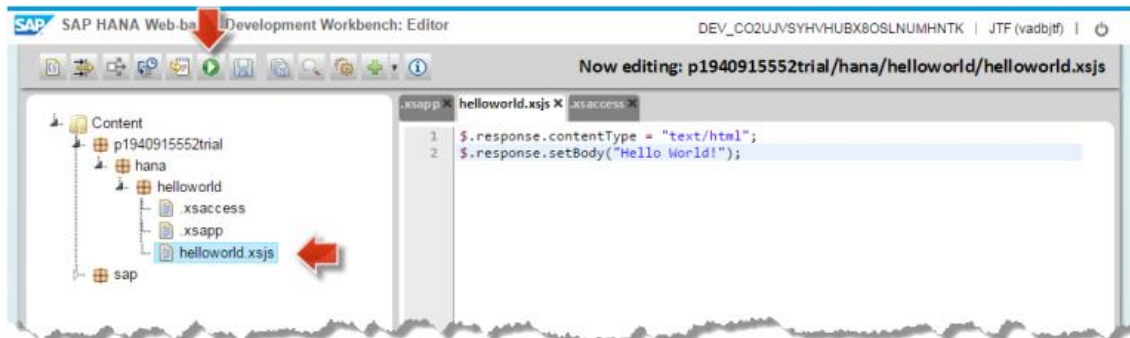 SAP SAP HANA Web-ba Development Workbench: Editor DEV_CO2UJVSYHVHUBX8OSLNUMHNTK | JTF (vadbjtf) |
Now editing: p1940915552trial/hana/helloworld/helloworld.xsjs
.xsapp x helloworld.xsjs x .xsaccess x
Content
p1940915552trial
hana
helloworld
.xsaccess
.xsapp
helloworld.xsjs
sap
1 $.response.contentType = "text/html";
2 $.response.setBody("Hello World!");